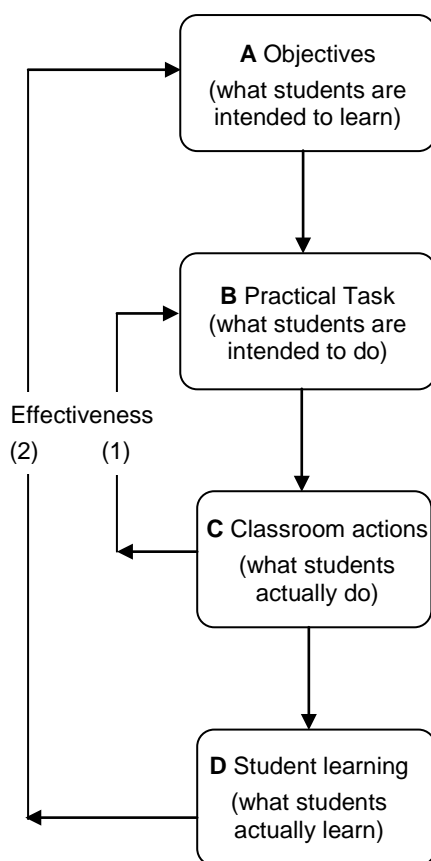 A Objectives
(what students are
intended to learn)
B Practical Task
(what students are
intended to do)
Effectiveness
(2) (1)
C Classroom actions
(what students
actually do)
D Student learning
(what students
actually learn)